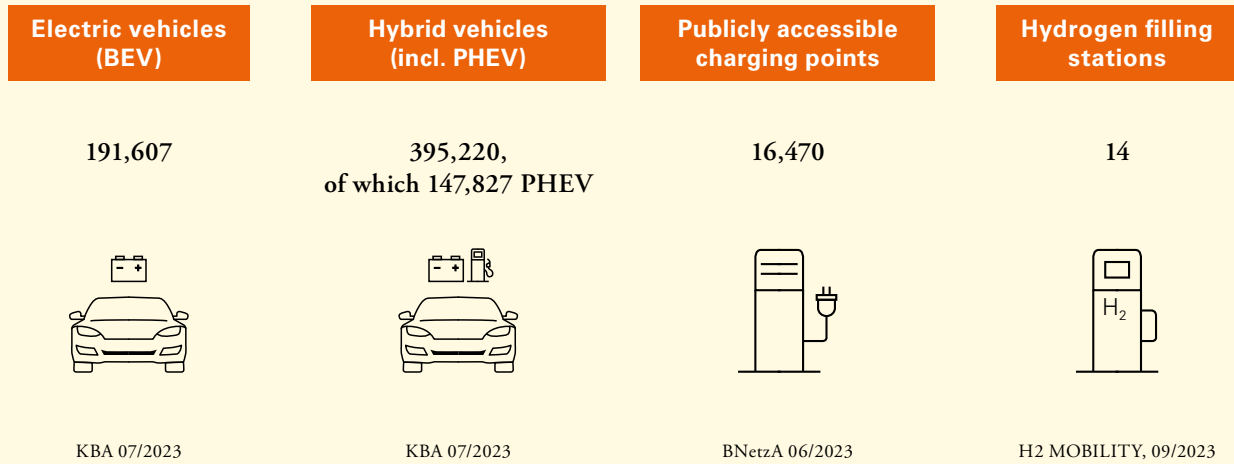 Electric vehicles
(BEV)
Hybrid vehicles
(incl. PHEV)
Publicly accessible
charging points
Hydrogen filling
stations
191,607
395,220,
of which 147,827 PHEV
16,470
14
- +
- +
H₂
KBA 07/2023
KBA 07/2023
BNetzA 06/2023
H2 MOBILITY, 09/2023